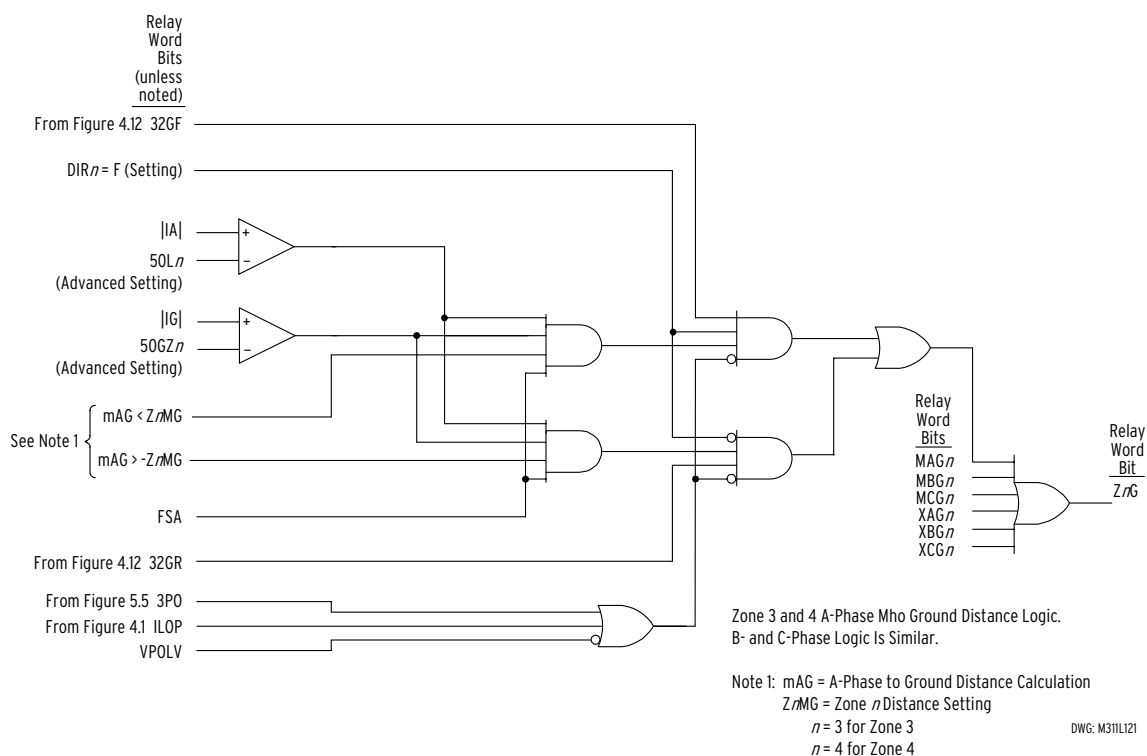 Relay
Word
Bits
(unless
noted)
From Figure 4.12 32GF
DIRn = F (Setting)
|IA|
+
50Ln
−
(Advanced Setting)
|IG|
+
50GZn
−
(Advanced Setting)
See Note 1
mAG < ZnMG
mAG > -ZnMG
FSA
From Figure 4.12 32GR
From Figure 5.5 3PO
From Figure 4.1 ILOP
VPOLV
Relay
Word
Bits
MAGn
MBGn
MCGn
XAGn
XBGn
XCGn
Relay
Word
Bit
ZnG
Zone 3 and 4 A-Phase Mho Ground Distance Logic.
B- and C-Phase Logic Is Similar.
Note 1: mAG = A-Phase to Ground Distance Calculation
ZnMG = Zone n Distance Setting
n = 3 for Zone 3
n = 4 for Zone 4
DWG: M311L121